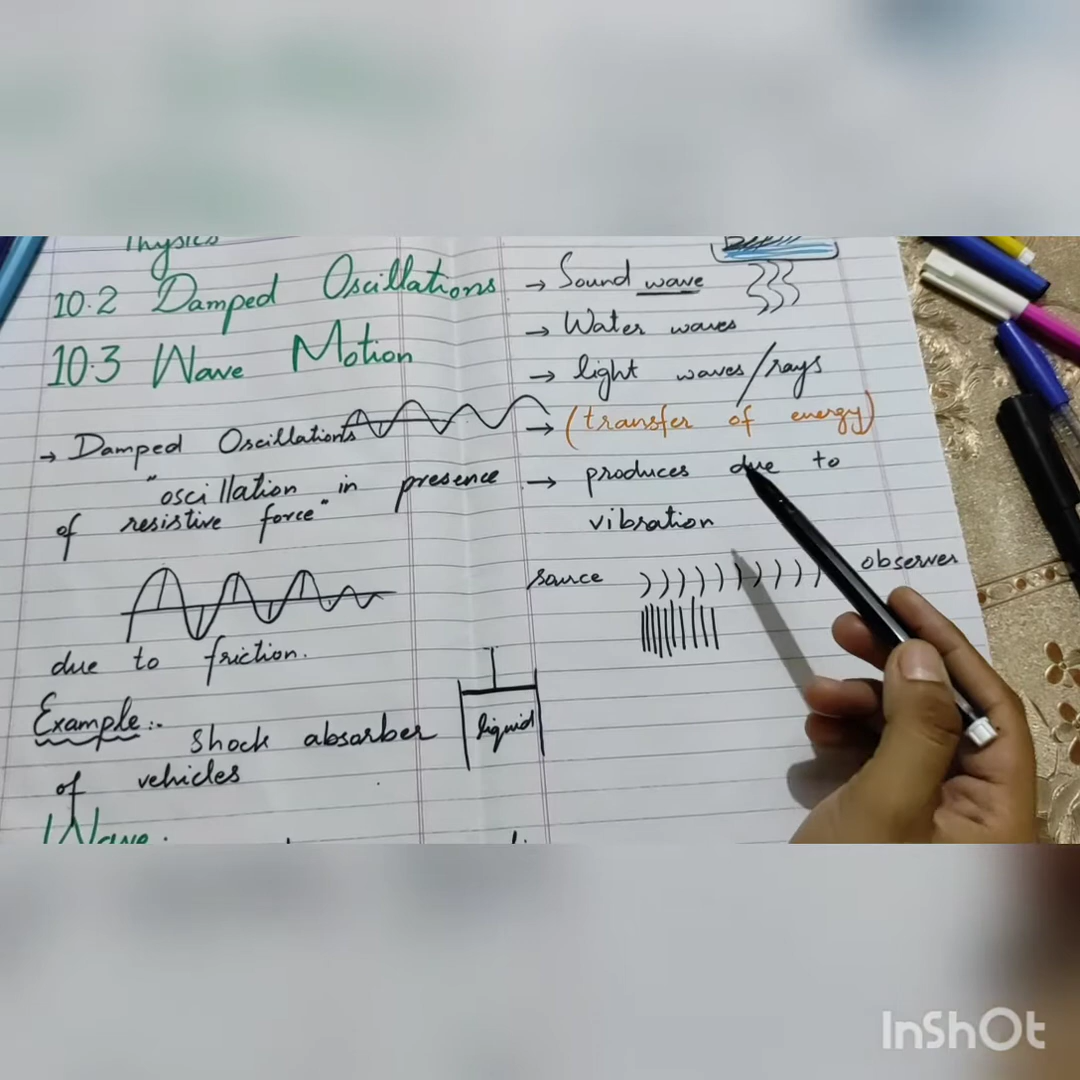 Physics
10.2 Damped Oscillations
10.3 Wave Motion
→ Damped Oscillations
"oscillation in presence
of resistive force"
due to friction.
Example:-
Shock absorber
of vehicles
liquid
Wave:
→ Sound wave
→ Water waves
→ light waves/rays
→ (transfer of energy)
→ produces due to
vibration
source
observer
InShOt